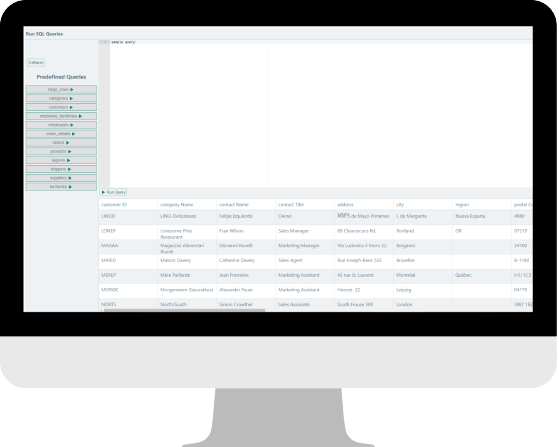 Run SQL Queries
1 sample query
Collapse
Predefined Queries
large_rows ▶
categories ▶
customers ▶
employee_territories ▶
employees ▶
order_details ▶
orders ▶
products ▶
regions ▶
shippers ▶
suppliers ▶
territories ▶
▶ Run Query
customer ID company Name contact Name contact Title address city region postal C
LINOD LINO-Delicateses Felipe Izquierdo Owner Ave. 5 de Mayo Porlamar I. de Margarita Nueva Esparta 4980
LONEP Lonesome Pine Restaurant Fran Wilson Sales Manager 89 Chiaroscuro Rd. Portland OR 97219
MAGAA Magazzini Alimentari Riuniti Giovanni Rovelli Marketing Manager Via Ludovico il Moro 22 Bergamo 24100
MAISD Maison Dewey Catherine Dewey Sales Agent Rue Joseph-Bens 532 Bruxelles B-1180
MEREP Mère Paillarde Jean Fresnière Marketing Assistant 43 rue St. Laurent Montréal Québec H1J 1C3
MORGK Morgenstern Gesundkost Alexander Feuer Marketing Assistant Heerstr. 22 Leipzig 04179
NORTS North/South Simon Crowther Sales Associate South House 300 London SW7 1RZ